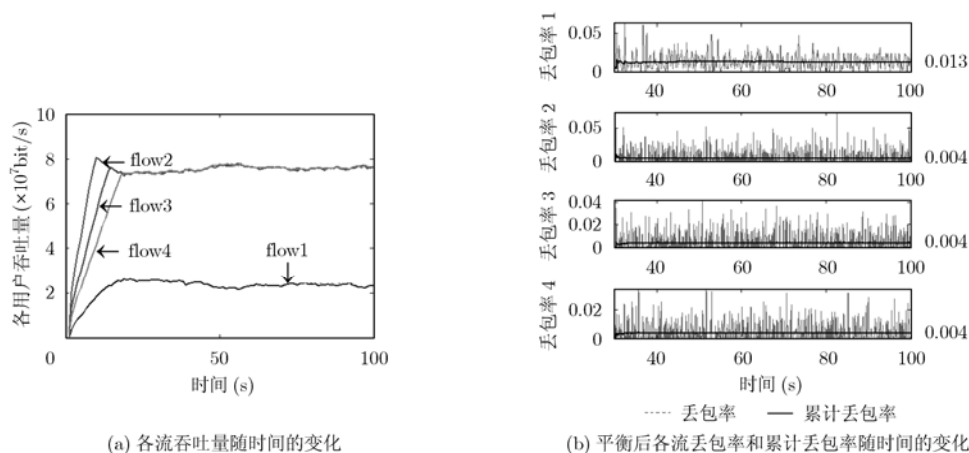 各用户吞吐量 (×10⁷bit/s)
10
8
6
4
2
0
50
100
flow2
flow3
flow4
flow1
时间 (s)
(a) 各流吞吐量随时间的变化
丢包率 1
0.05
0
40
60
80
100
0.013
丢包率 2
0.05
0
40
60
80
100
0.004
丢包率 3
0.04
0.02
0
40
60
80
100
0.004
丢包率 4
0.02
0
40
60
80
100
0.004
时间 (s)
丢包率
累计丢包率
(b) 平衡后各流丢包率和累计丢包率随时间的变化